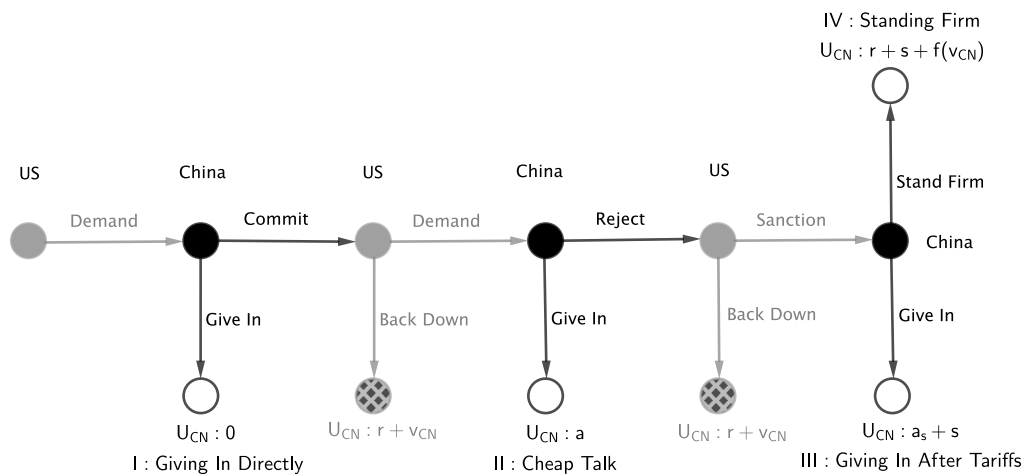 IV : Standing Firm
U_CN : r + s + f(v_CN)
US
China
US
China
US
Stand Firm
Demand
Commit
Demand
Reject
Sanction
China
Give In
Back Down
Give In
Back Down
Give In
U_CN : 0
U_CN : r + v_CN
U_CN : a
U_CN : r + v_CN
U_CN : a_s + s
I : Giving In Directly
II : Cheap Talk
III : Giving In After Tariffs